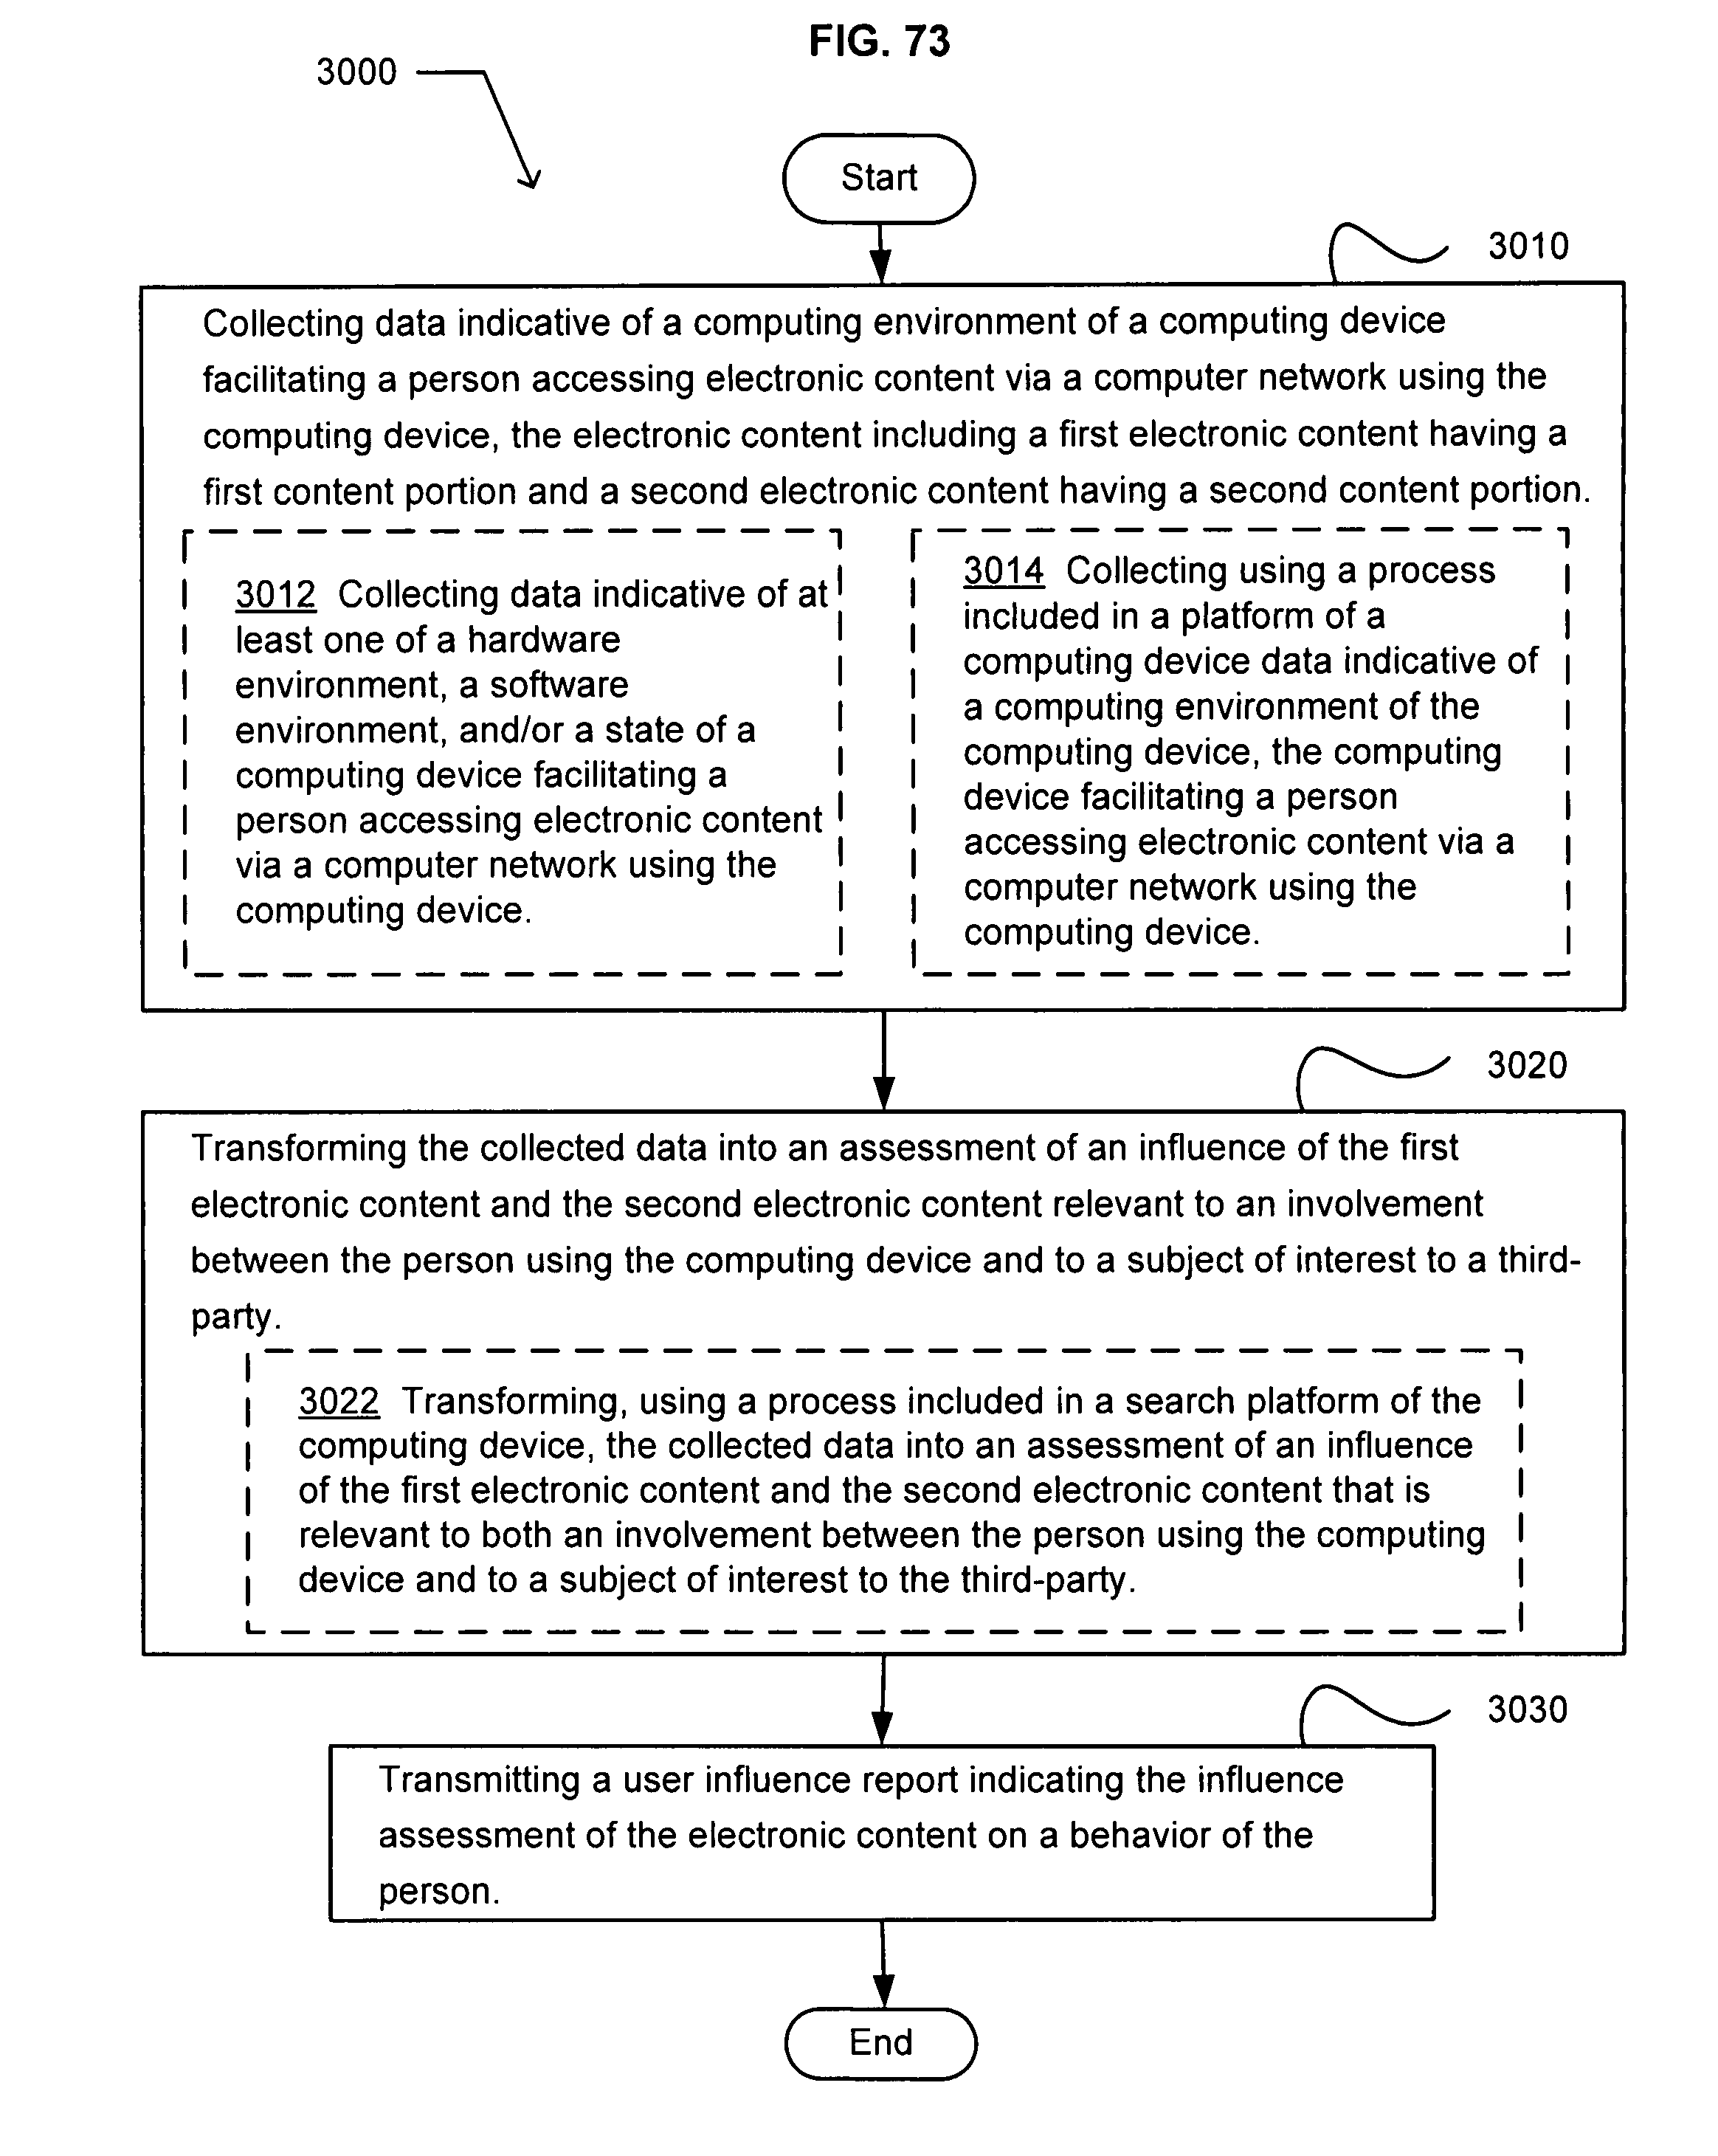 FIG. 73
3000
Start
3010
Collecting data indicative of a computing environment of a computing device
facilitating a person accessing electronic content via a computer network using the
computing device, the electronic content including a first electronic content having a
first content portion and a second electronic content having a second content portion.
3012 Collecting data indicative of at
least one of a hardware
environment, a software
environment, and/or a state of a
computing device facilitating a
person accessing electronic content
via a computer network using the
computing device.
3014 Collecting using a process
included in a platform of a
computing device data indicative of
a computing environment of the
computing device, the computing
device facilitating a person
accessing electronic content via a
computer network using the
computing device.
3020
Transforming the collected data into an assessment of an influence of the first
electronic content and the second electronic content relevant to an involvement
between the person using the computing device and to a subject of interest to a third-
party.
3022 Transforming, using a process included in a search platform of the
computing device, the collected data into an assessment of an influence
of the first electronic content and the second electronic content that is
relevant to both an involvement between the person using the computing
device and to a subject of interest to the third-party.
3030
Transmitting a user influence report indicating the influence
assessment of the electronic content on a behavior of the
person.
End